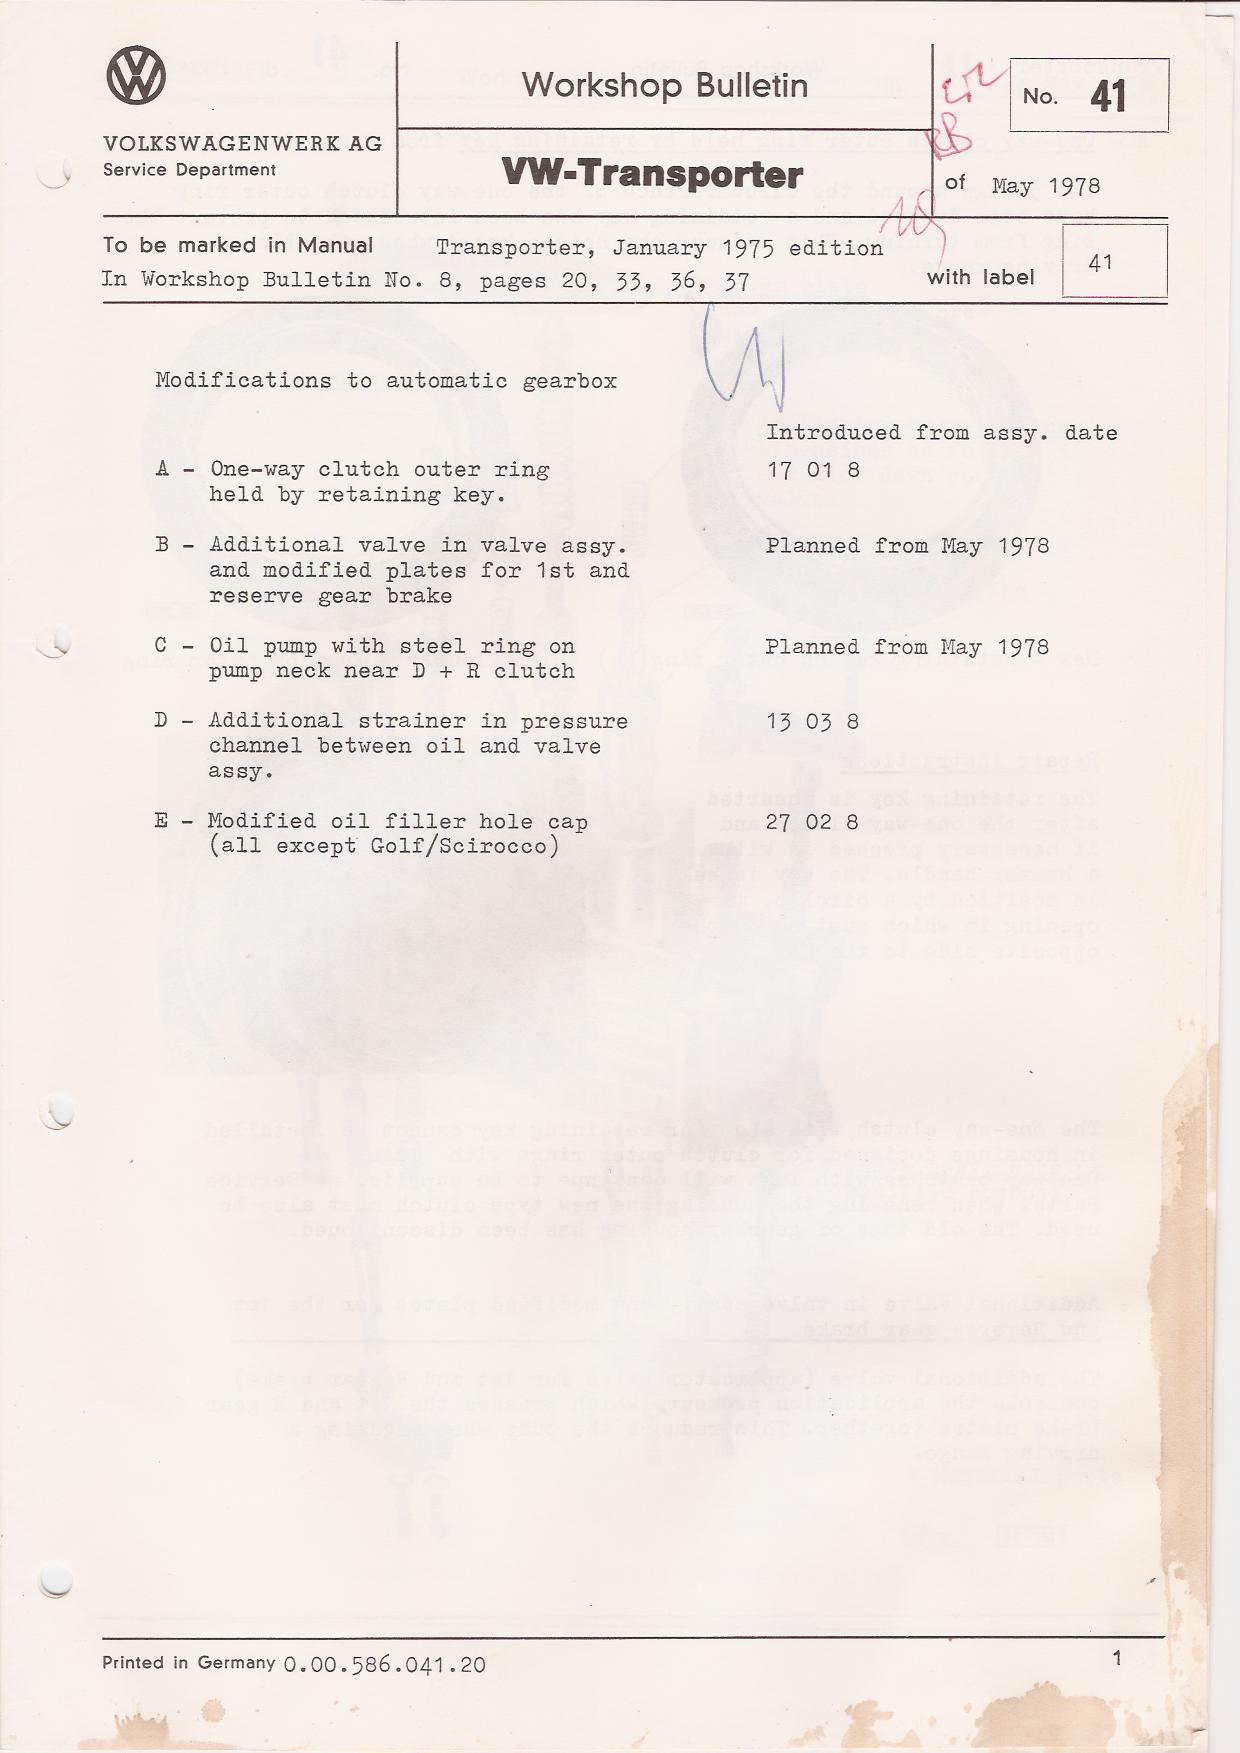 Workshop Bulletin
No. 41
VOLKSWAGENWERK AG
Service Department
VW-Transporter
RB
of May 1978
To be marked in Manual Transporter, January 1975 edition
In Workshop Bulletin No. 8, pages 20, 33, 36, 37
with label 41
Modifications to automatic gearbox
Introduced from assy. date
A - One-way clutch outer ring 17 01 8
held by retaining key.
B - Additional valve in valve assy. Planned from May 1978
and modified plates for 1st and
reserve gear brake
C - Oil pump with steel ring on Planned from May 1978
pump neck near D + R clutch
D - Additional strainer in pressure 13 03 8
channel between oil and valve
assy.
E - Modified oil filler hole cap 27 02 8
(all except Golf/Scirocco)
Printed in Germany 0.00.586.041.20
1